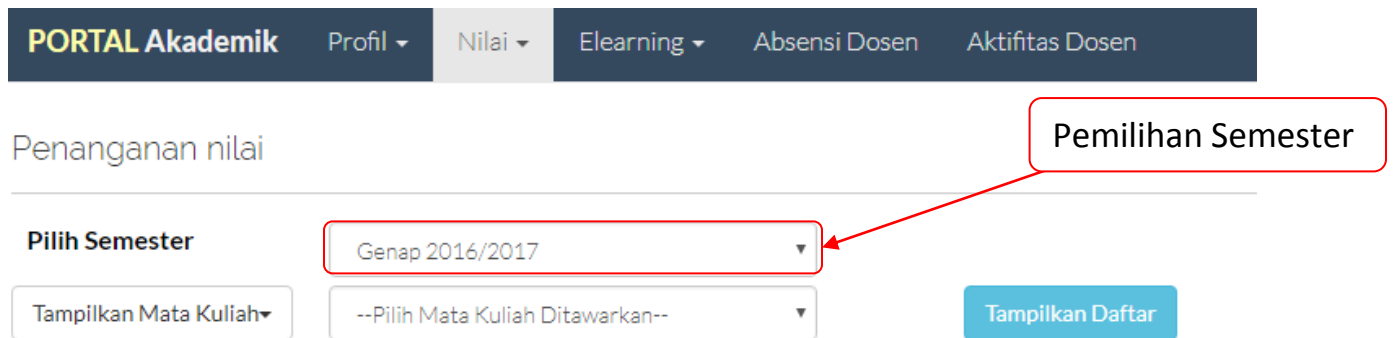 PORTAL Akademik Profil Nilai Elearning Absensi Dosen Aktifitas Dosen
Pemilihan Semester
Penanganan nilai
Pilih Semester Genap 2016/2017
Tampilkan Mata Kuliah --Pilih Mata Kuliah Ditawarkan-- Tampilkan Daftar